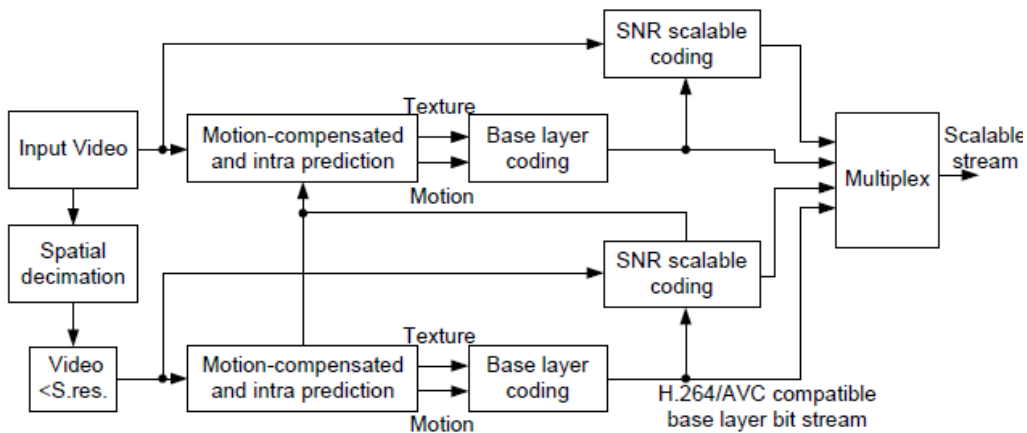 SNR scalable
coding
Texture
Input Video
Motion-compensated
and intra prediction
Base layer
coding
Multiplex
Scalable
stream
Motion
Spatial
decimation
SNR scalable
coding
Texture
Video
<S.res.
Motion-compensated
and intra prediction
Base layer
coding
H.264/AVC compatible
base layer bit stream
Motion